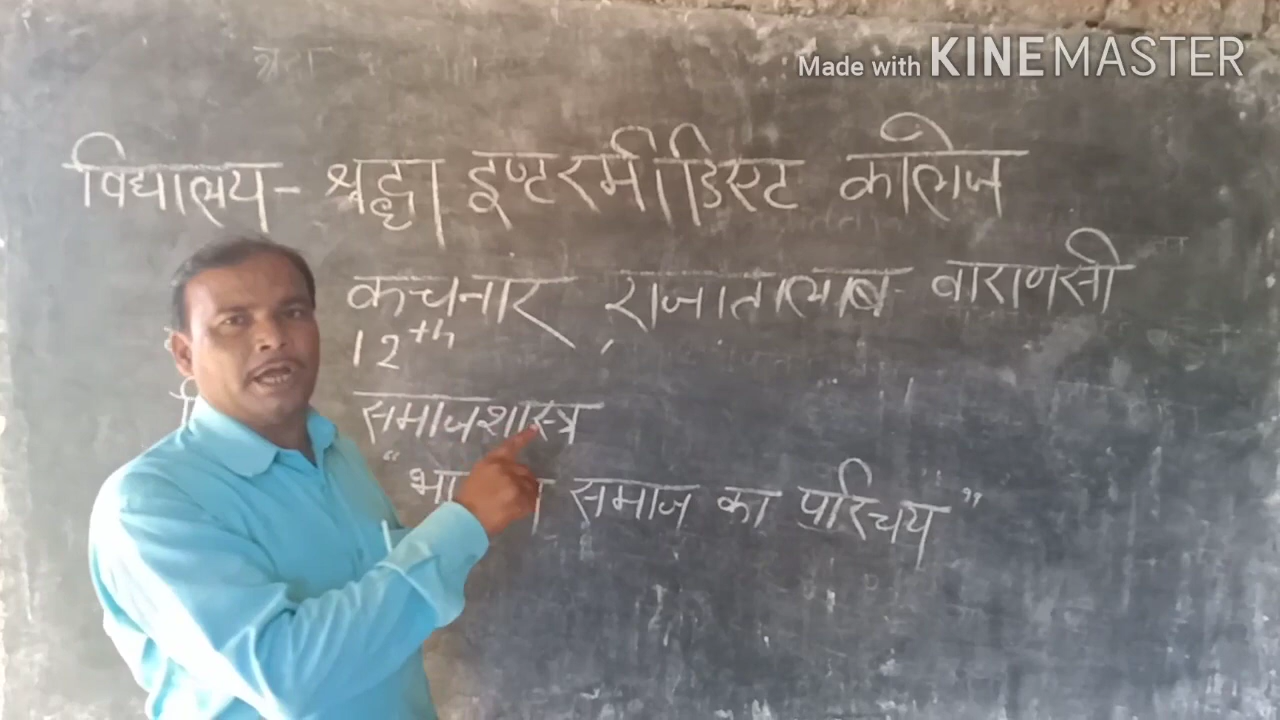 Made with KINEMASTER
विद्यालय - श्रद्धा इण्टरमीडिएट कालेज
कचनार, राजातालाब - वाराणसी
12th
समाजशास्त्र
" समाज का परिचय "